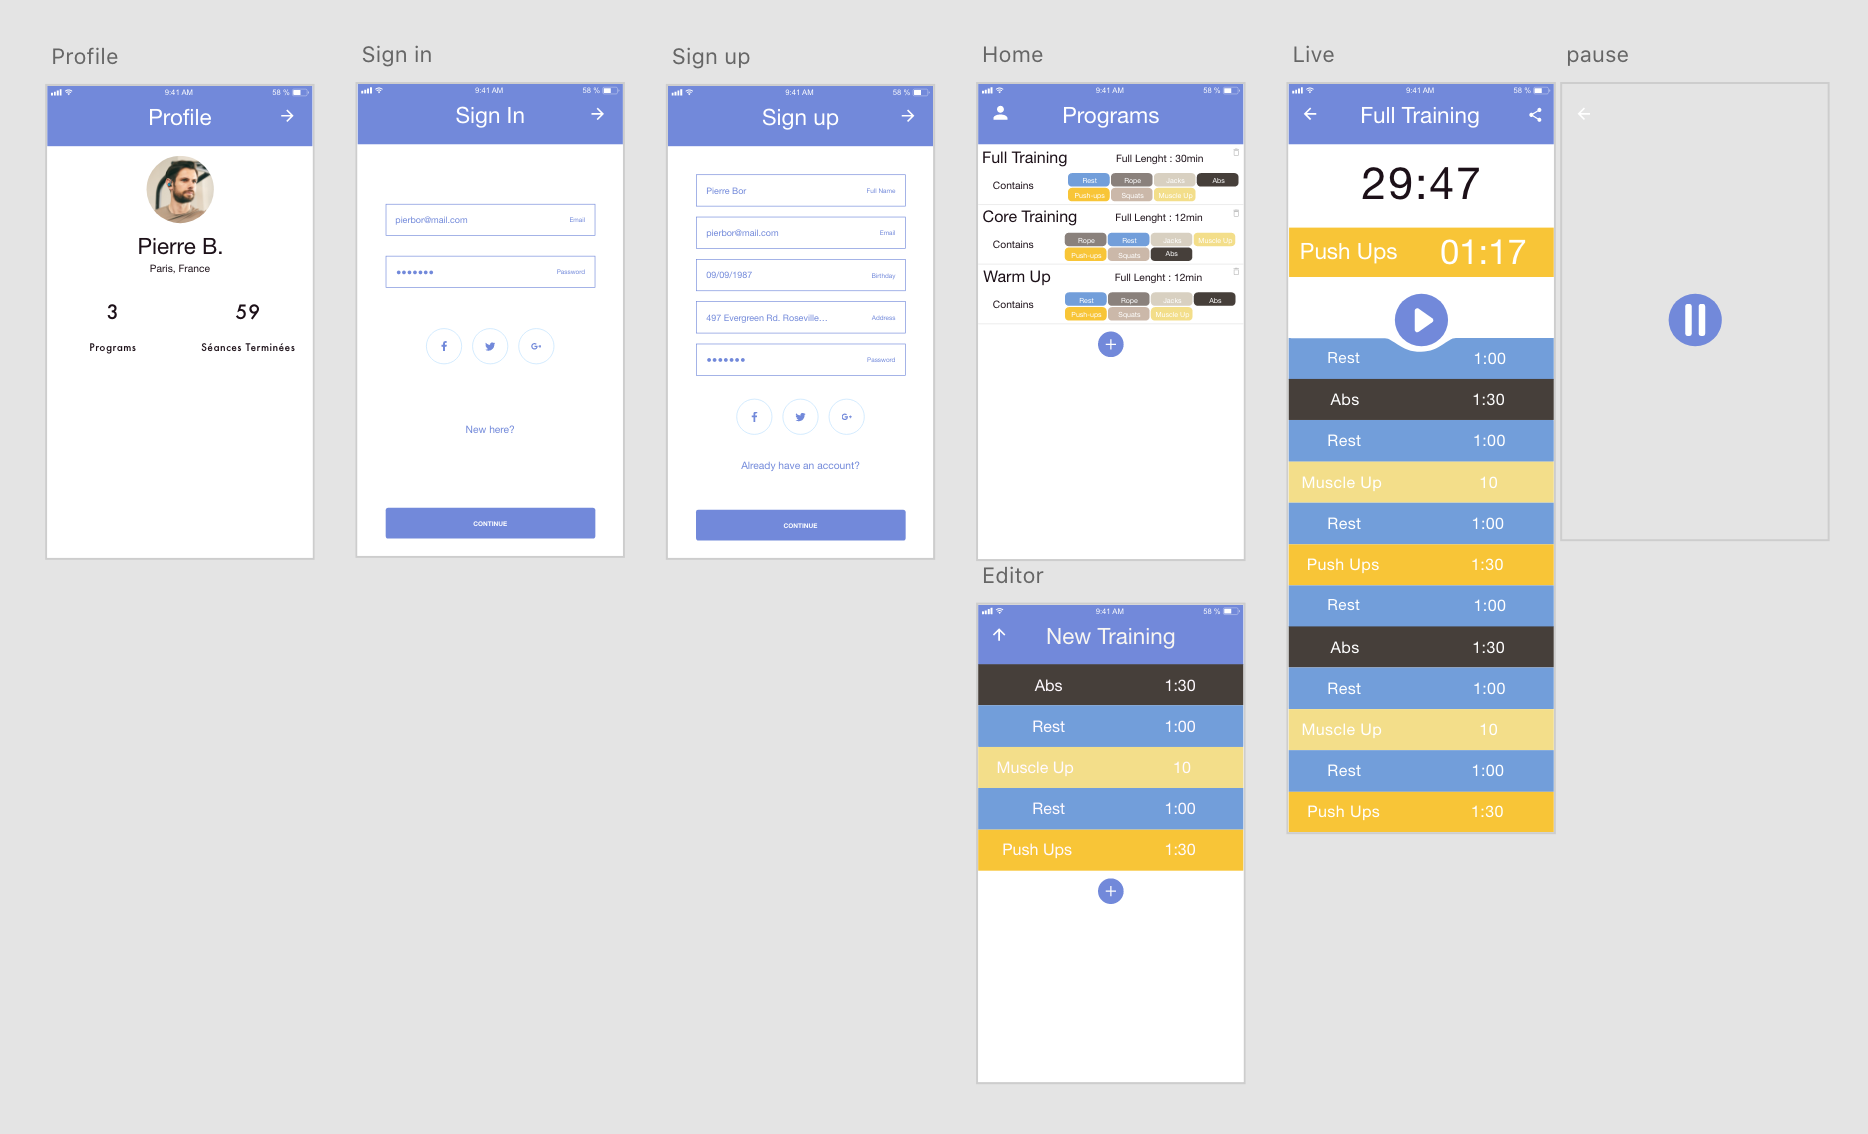 Profile
9:41 AM
58 %
Profile
Pierre B.
Paris, France
3
59
Programs
Séances Terminées
Sign in
9:41 AM
58 %
Sign In
pierbor@mail.com
Email
Password
New here?
CONTINUE
Sign up
9:41 AM
58 %
Sign up
Pierre Bor
Full Name
pierbor@mail.com
Email
09/09/1987
Birthday
497 Evergreen Rd. Roseville...
Address
Password
Already have an account?
CONTINUE
Home
9:41 AM
58 %
Programs
Full Training
Full Lenght : 30min
Contains
Rest Rope Jacks Abs
Push-ups Squats Muscle Up
Core Training
Full Lenght : 12min
Contains
Rope Rest Jacks Muscle Up
Push-ups Squats Abs
Warm Up
Full Lenght : 12min
Contains
Rest Rope Jacks Abs
Push-ups Squats Muscle Up
Editor
9:41 AM
58 %
New Training
Abs 1:30
Rest 1:00
Muscle Up 10
Rest 1:00
Push Ups 1:30
Live
9:41 AM
58 %
Full Training
29:47
Push Ups 01:17
Rest 1:00
Abs 1:30
Rest 1:00
Muscle Up 10
Rest 1:00
Push Ups 1:30
Rest 1:00
Abs 1:30
Rest 1:00
Muscle Up 10
Rest 1:00
Push Ups 1:30
pause